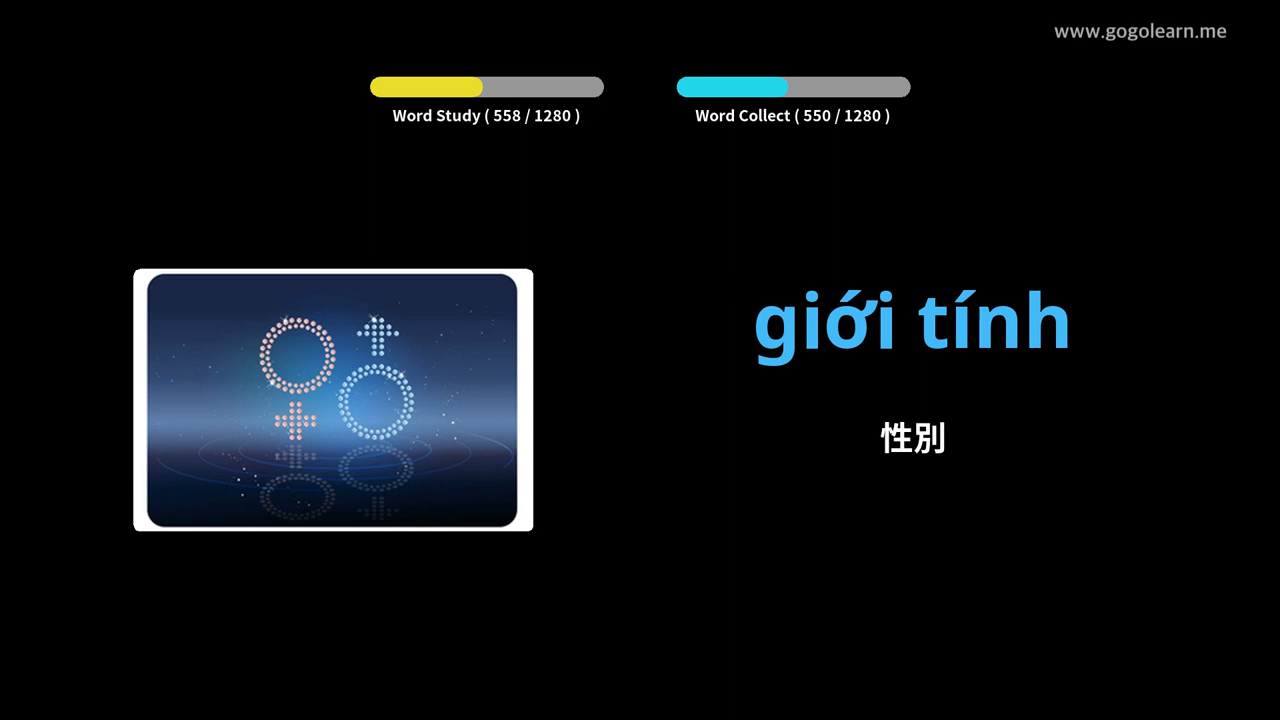 www.gogolearn.me
Word Study ( 558 / 1280 )
Word Collect ( 550 / 1280 )
giới tính
性別